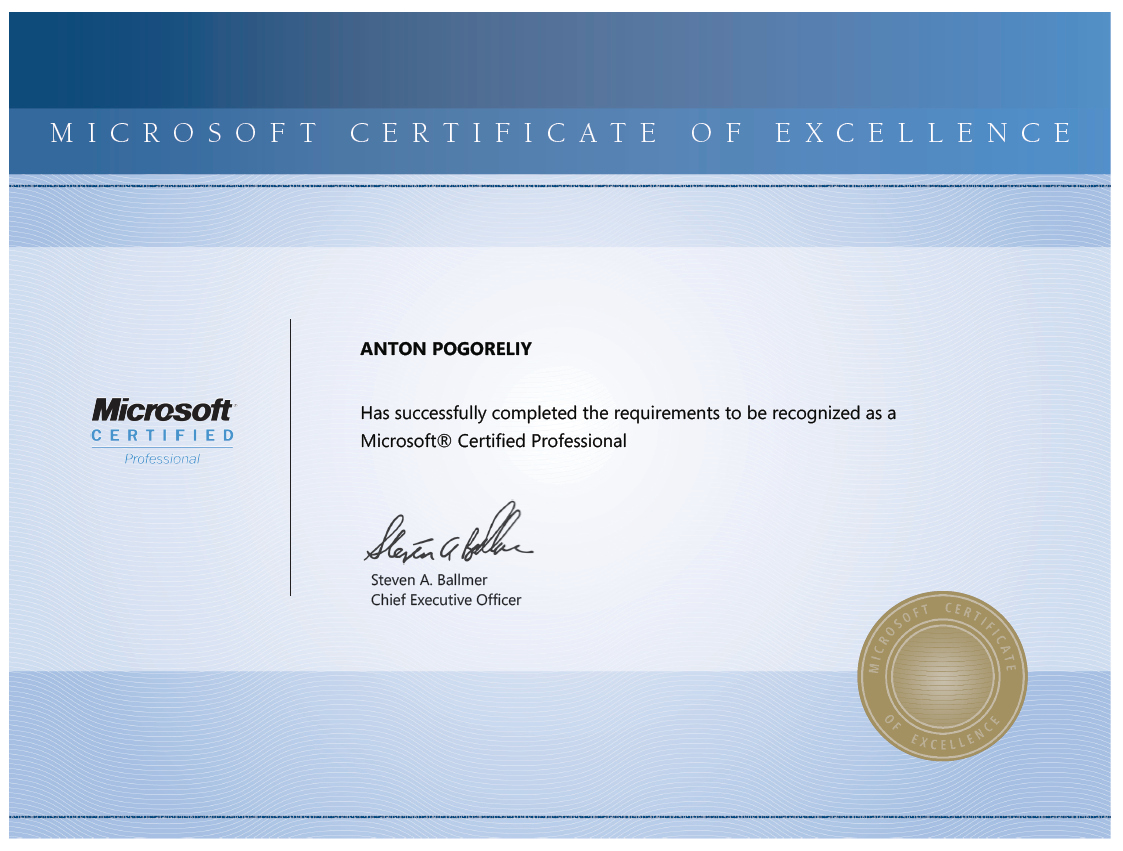 MICROSOFT CERTIFICATE OF EXCELLENCE
ANTON POGORELIY
Has successfully completed the requirements to be recognized as a
Microsoft® Certified Professional
Microsoft
CERTIFIED
Professional
Steven A. Ballmer
Steven A. Ballmer
Chief Executive Officer
MICROSOFT CERTIFICATE
OF EXCELLENCE